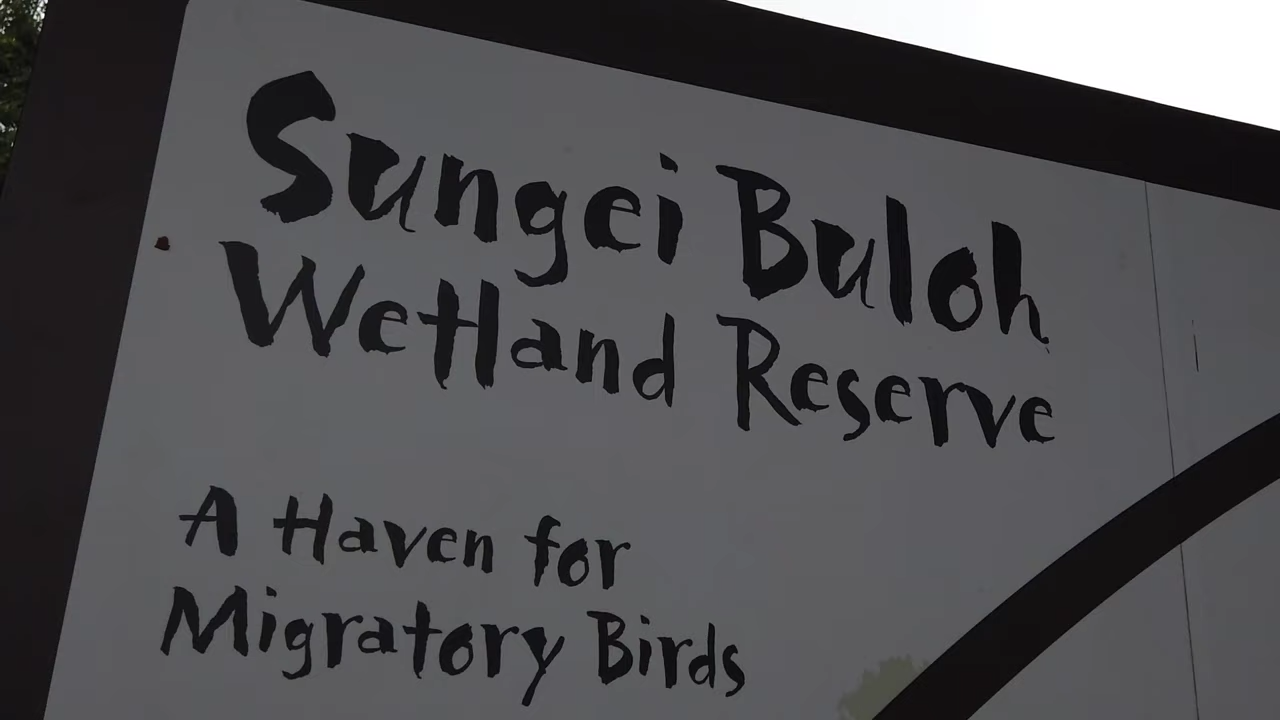 Sungei Buloh
Wetland Reserve
A Haven for
Migratory Birds